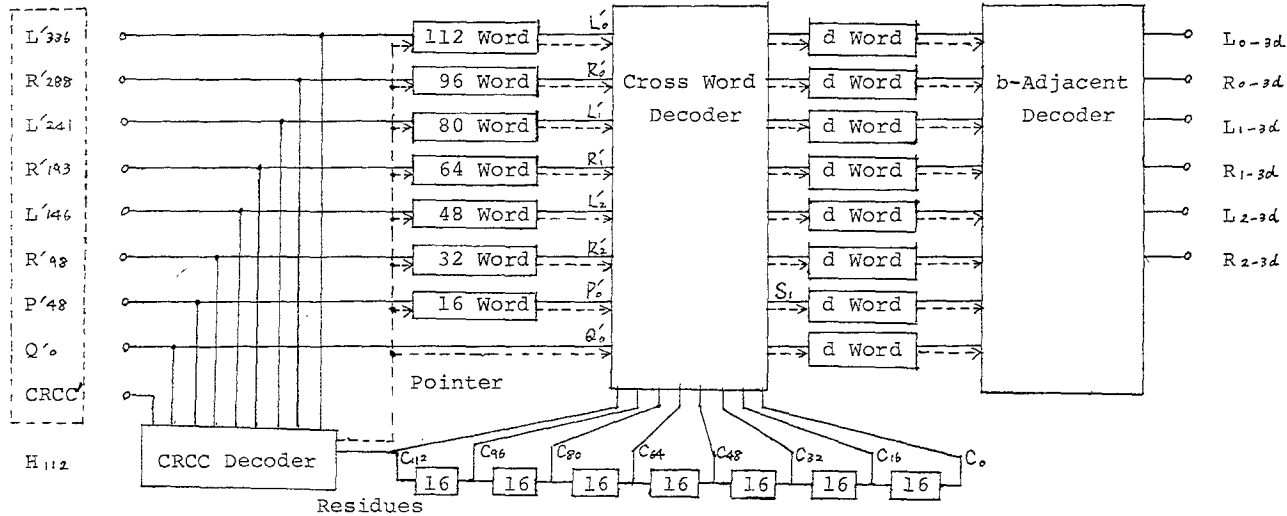 L'336 112 Word L'0 d Word L0-3d
R'288 96 Word R'0 Cross Word Decoder d Word b-Adjacent Decoder R0-3d
L'241 80 Word L'1 d Word L1-3d
R'193 64 Word R'1 d Word R1-3d
L'146 48 Word L'2 d Word L2-3d
R'98 32 Word R'2 d Word R2-3d
P'48 16 Word P'0 S1 d Word
Q'0 Q'0 d Word
CRCC'
Pointer
H112 CRCC Decoder C112 C96 C80 C64 C48 C32 C16 C0
16 16 16 16 16 16 16
Residues